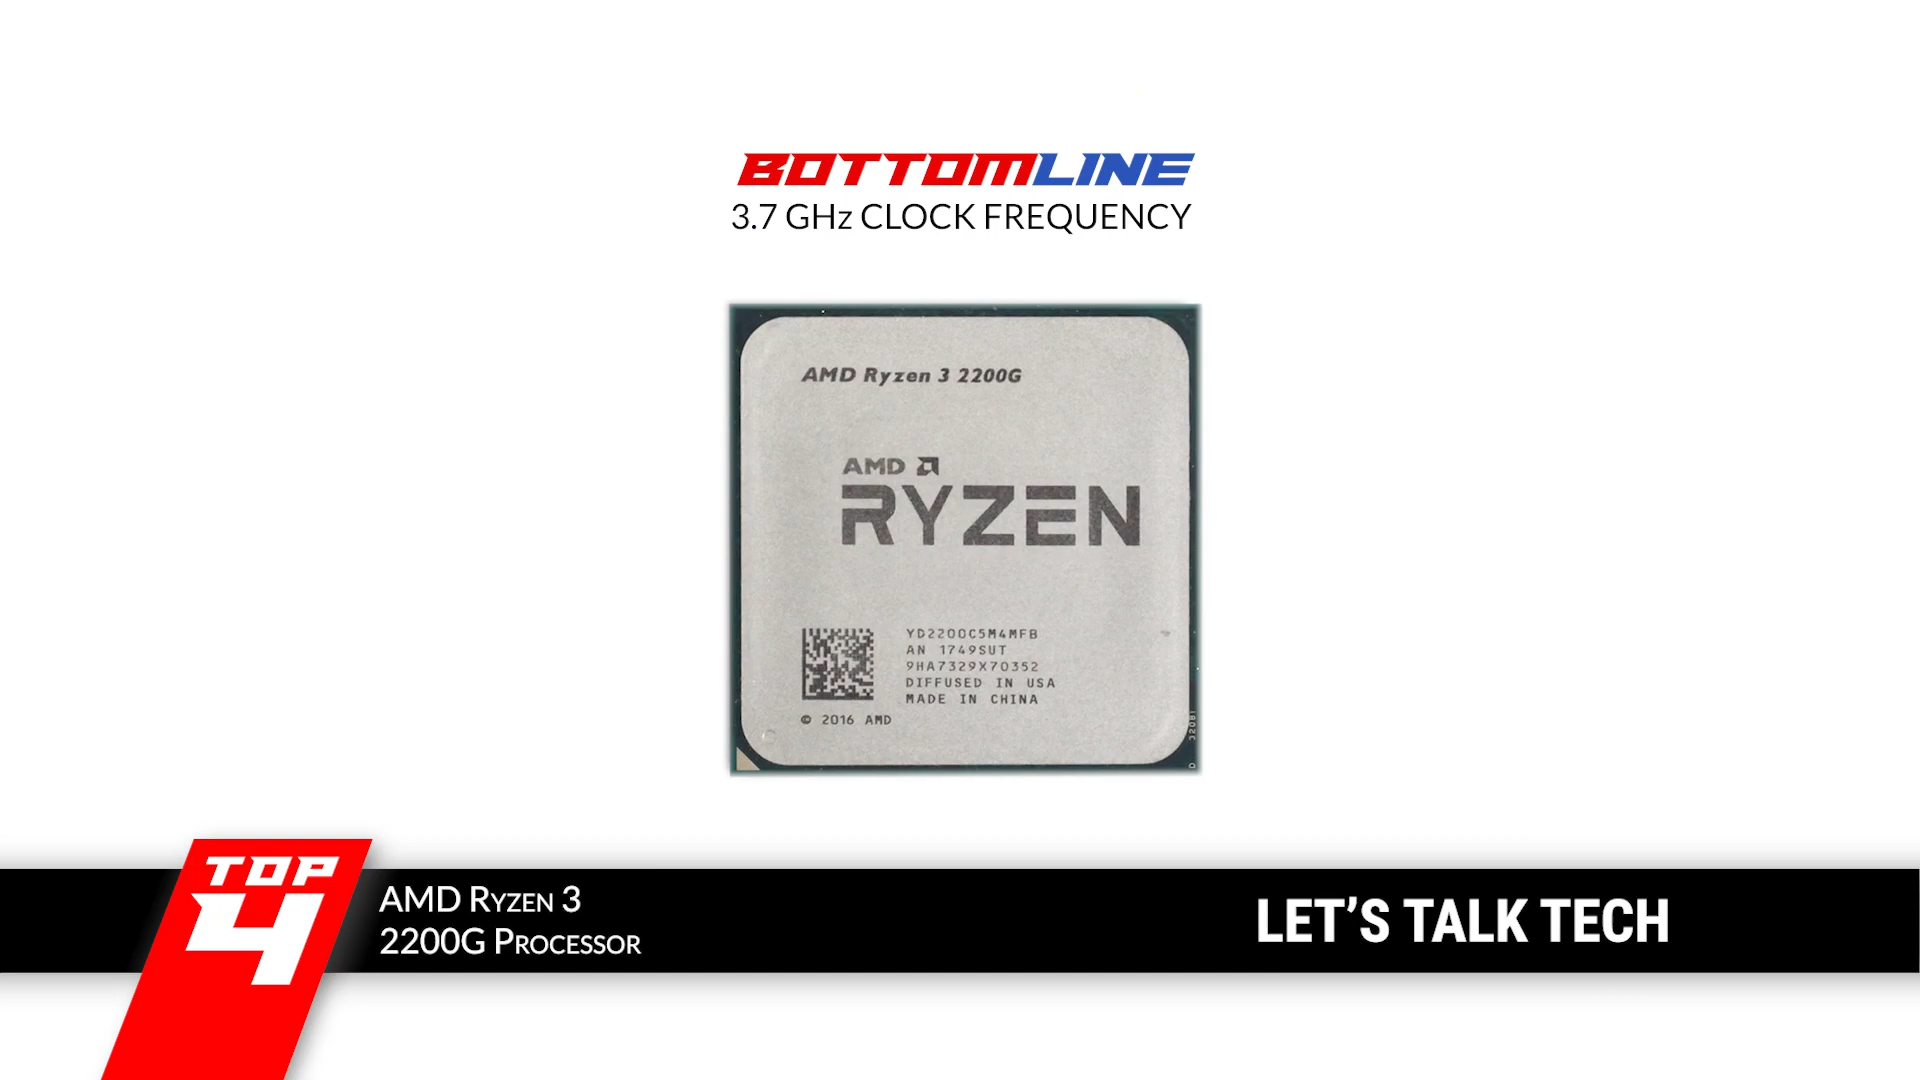 BOTTOMLINE
3.7 GHz CLOCK FREQUENCY
AMD Ryzen 3 2200G
AMD
RYZEN
YD2200C5M4MFB
AN 1749SUT
9HA7329X70352
DIFFUSED IN USA
MADE IN CHINA
© 2016 AMD
TOP
4
AMD Ryzen 3
2200G Processor
LET’S TALK TECH